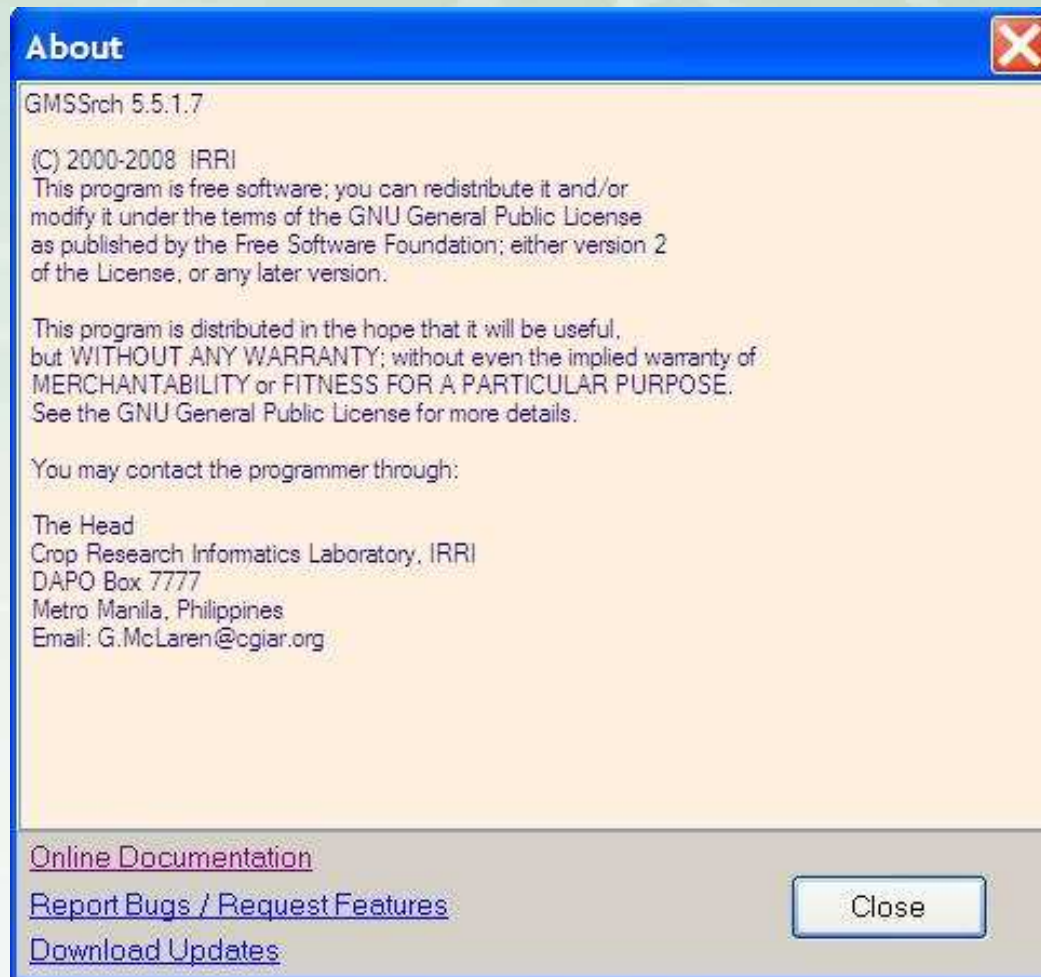 About
GMSSrch 5.5.1.7
(C) 2000-2008 IRRI
This program is free software; you can redistribute it and/or
modify it under the terms of the GNU General Public License
as published by the Free Software Foundation; either version 2
of the License, or any later version.
This program is distributed in the hope that it will be useful,
but WITHOUT ANY WARRANTY; without even the implied warranty of
MERCHANTABILITY or FITNESS FOR A PARTICULAR PURPOSE.
See the GNU General Public License for more details.
You may contact the programmer through:
The Head
Crop Research Informatics Laboratory, IRRI
DAPO Box 7777
Metro Manila, Philippines
Email: G.McLaren@cgiar.org
Online Documentation
Report Bugs / Request Features
Download Updates
Close